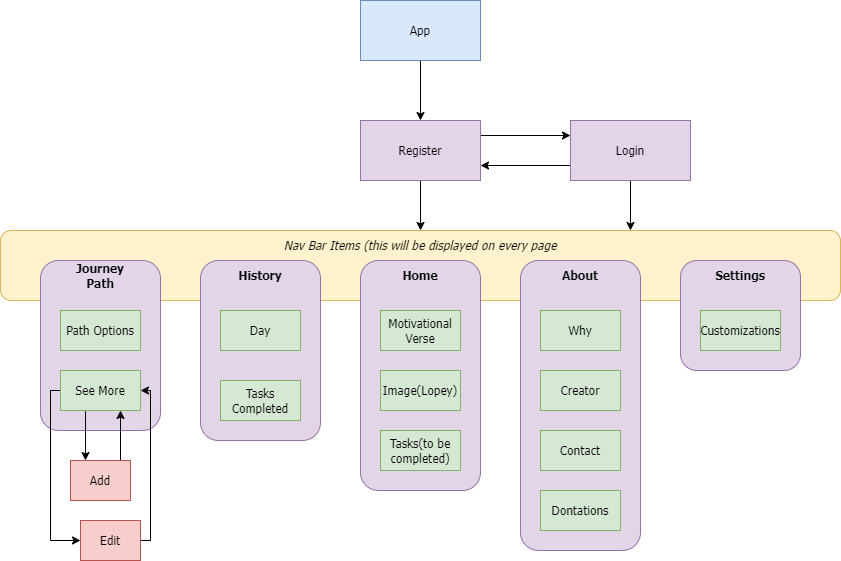 App
Register
Login
Nav Bar Items (this will be displayed on every page
Journey
Path
History
Home
About
Settings
Path Options
Day
Motivational
Verse
Why
Customizations
See More
Tasks
Completed
Image(Lopey)
Creator
Tasks(to be
completed)
Contact
Add
Dontations
Edit